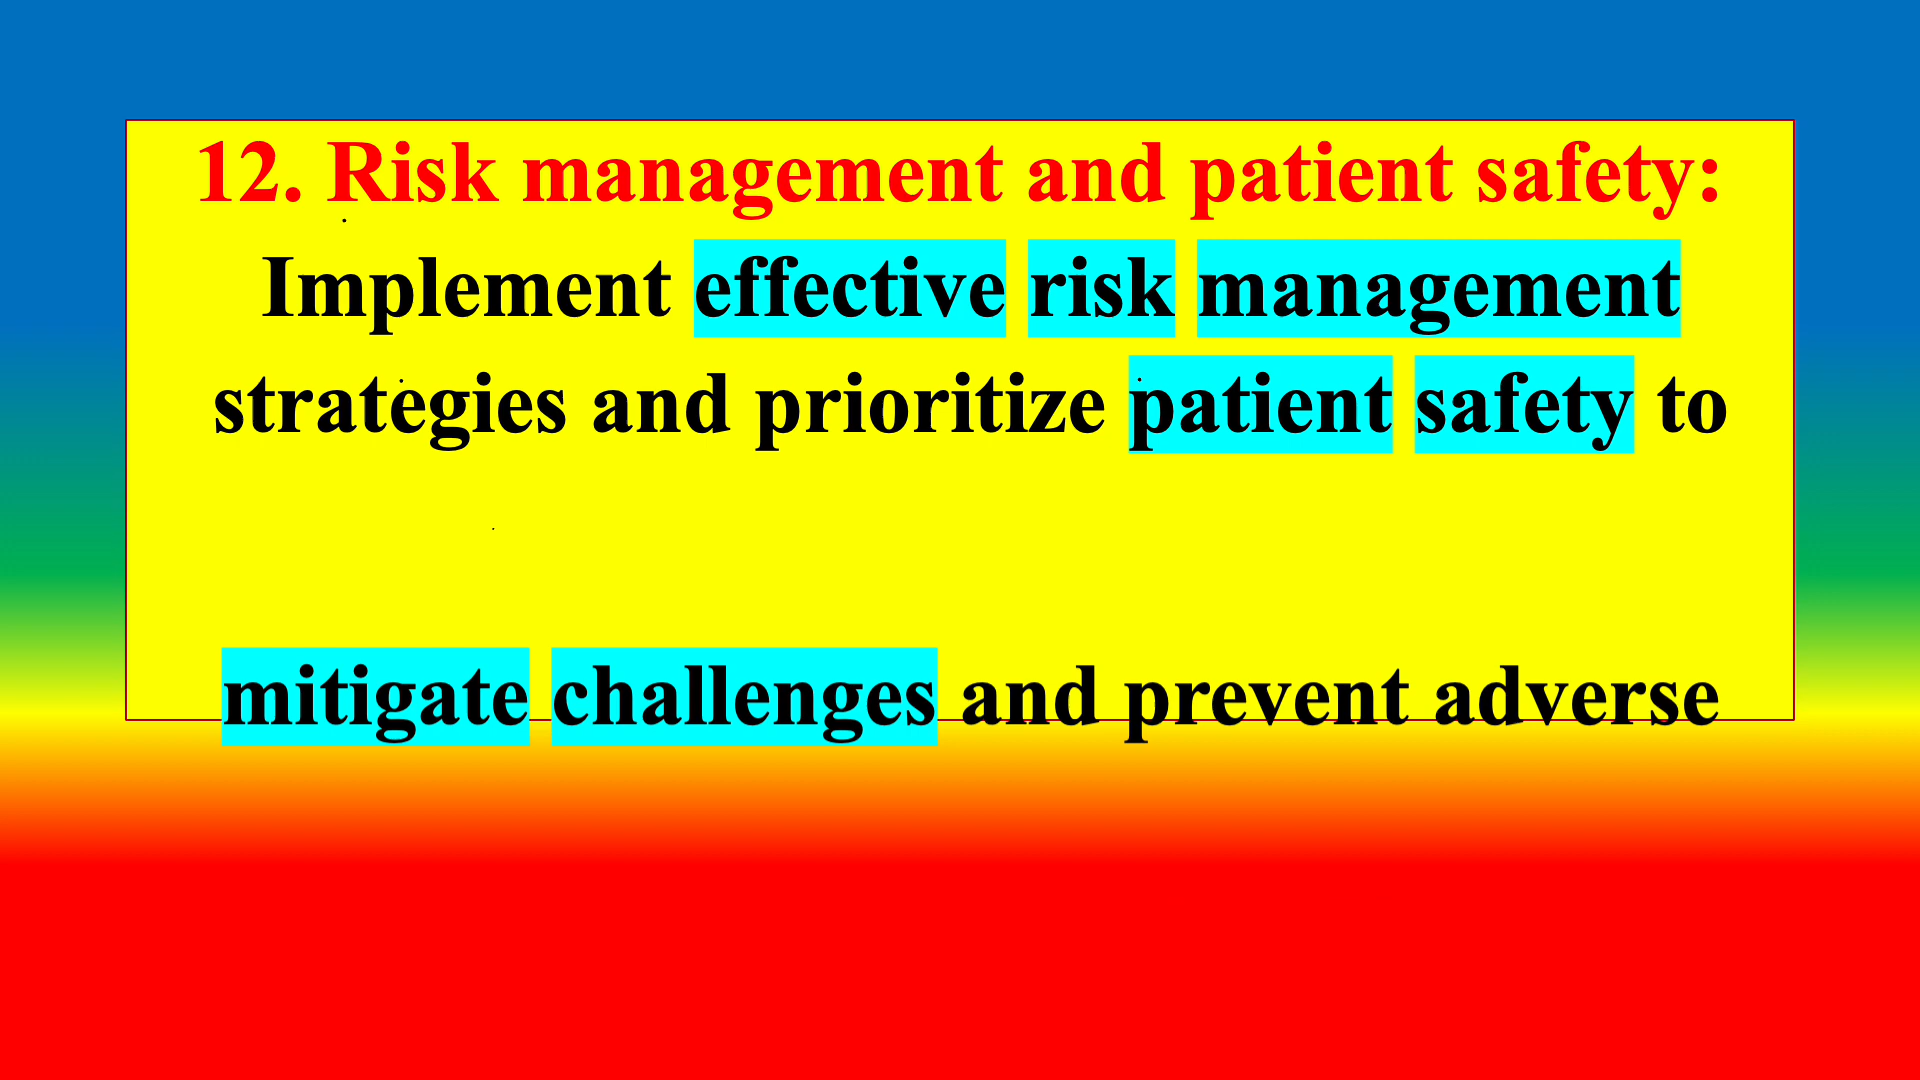 12. Risk management and patient safety:
Implement effective risk management
strategies and prioritize patient safety to
mitigate challenges and prevent adverse